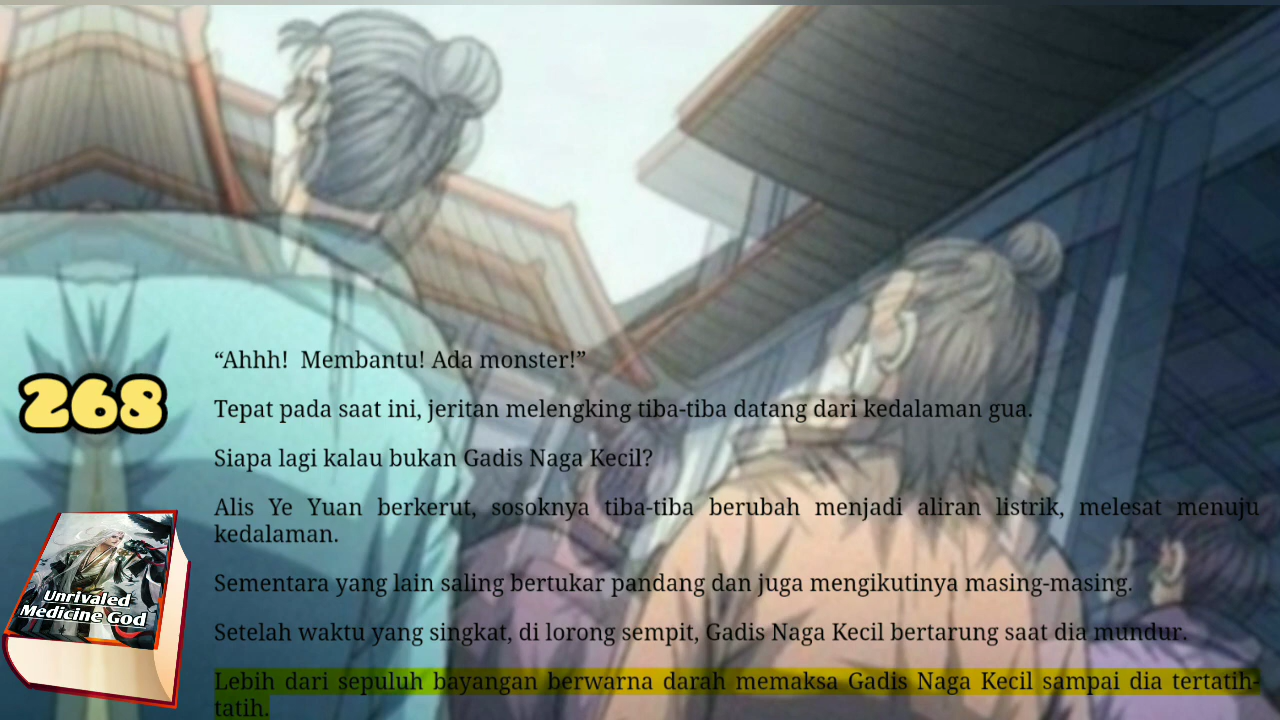 “Ahhh!  Membantu! Ada monster!”
Tepat pada saat ini, jeritan melengking tiba-tiba datang dari kedalaman gua.
268
Siapa lagi kalau bukan Gadis Naga Kecil?
Alis Ye Yuan berkerut, sosoknya tiba-tiba berubah menjadi aliran listrik, melesat menuju
kedalaman.
Sementara yang lain saling bertukar pandang dan juga mengikutinya masing-masing.
Unrivaled
Medicine God
Setelah waktu yang singkat, di lorong sempit, Gadis Naga Kecil bertarung saat dia mundur.
Lebih dari sepuluh bayangan berwarna darah memaksa Gadis Naga Kecil sampai dia tertatih-
tatih.